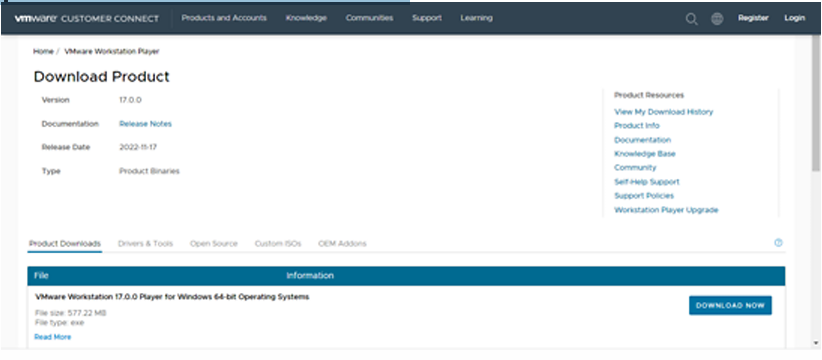 vmware CUSTOMER CONNECT Products and Accounts Knowledge Communities Support Learning Register Login
Home / VMware Workstation Player
Download Product
Version 17.0.0
Documentation Release Notes
Release Date 2022-11-17
Type Product Binaries
Product Resources
View My Download History
Product Info
Documentation
Knowledge Base
Community
Self-Help Support
Support Policies
Workstation Player Upgrade
Product Downloads Drivers & Tools Open Source Custom ISOs OEM Addons
File Information
VMware Workstation 17.0.0 Player for Windows 64-bit Operating Systems
File size: 577.22 MB
File type: exe
Read More
DOWNLOAD NOW